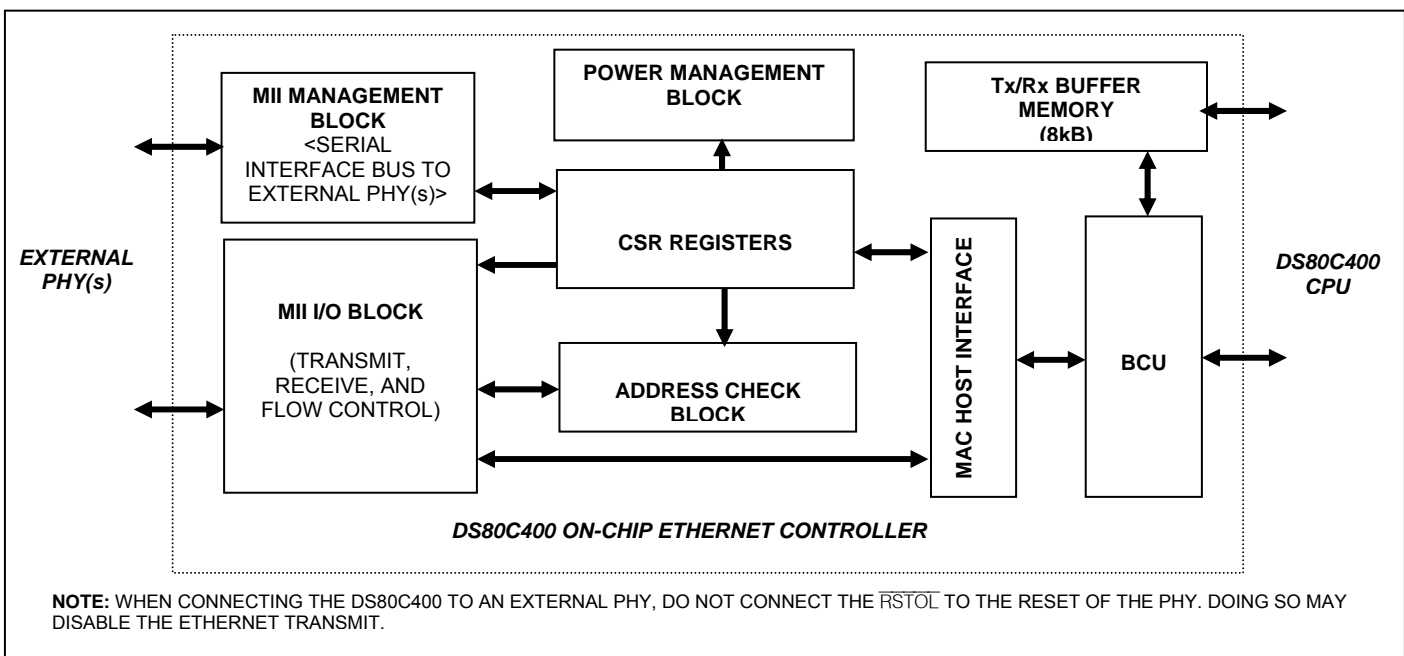 POWER MANAGEMENT
BLOCK
Tx/Rx BUFFER
MEMORY
(8kB)
MII MANAGEMENT
BLOCK
<SERIAL
INTERFACE BUS TO
EXTERNAL PHY(s)>
CSR REGISTERS
EXTERNAL
PHY(s)
MII I/O BLOCK
(TRANSMIT,
RECEIVE, AND
FLOW CONTROL)
ADDRESS CHECK
BLOCK
MAC HOST INTERFACE
BCU
DS80C400
CPU
DS80C400 ON-CHIP ETHERNET CONTROLLER
NOTE: WHEN CONNECTING THE DS80C400 TO AN EXTERNAL PHY, DO NOT CONNECT THE RSTOL TO THE RESET OF THE PHY. DOING SO MAY
DISABLE THE ETHERNET TRANSMIT.